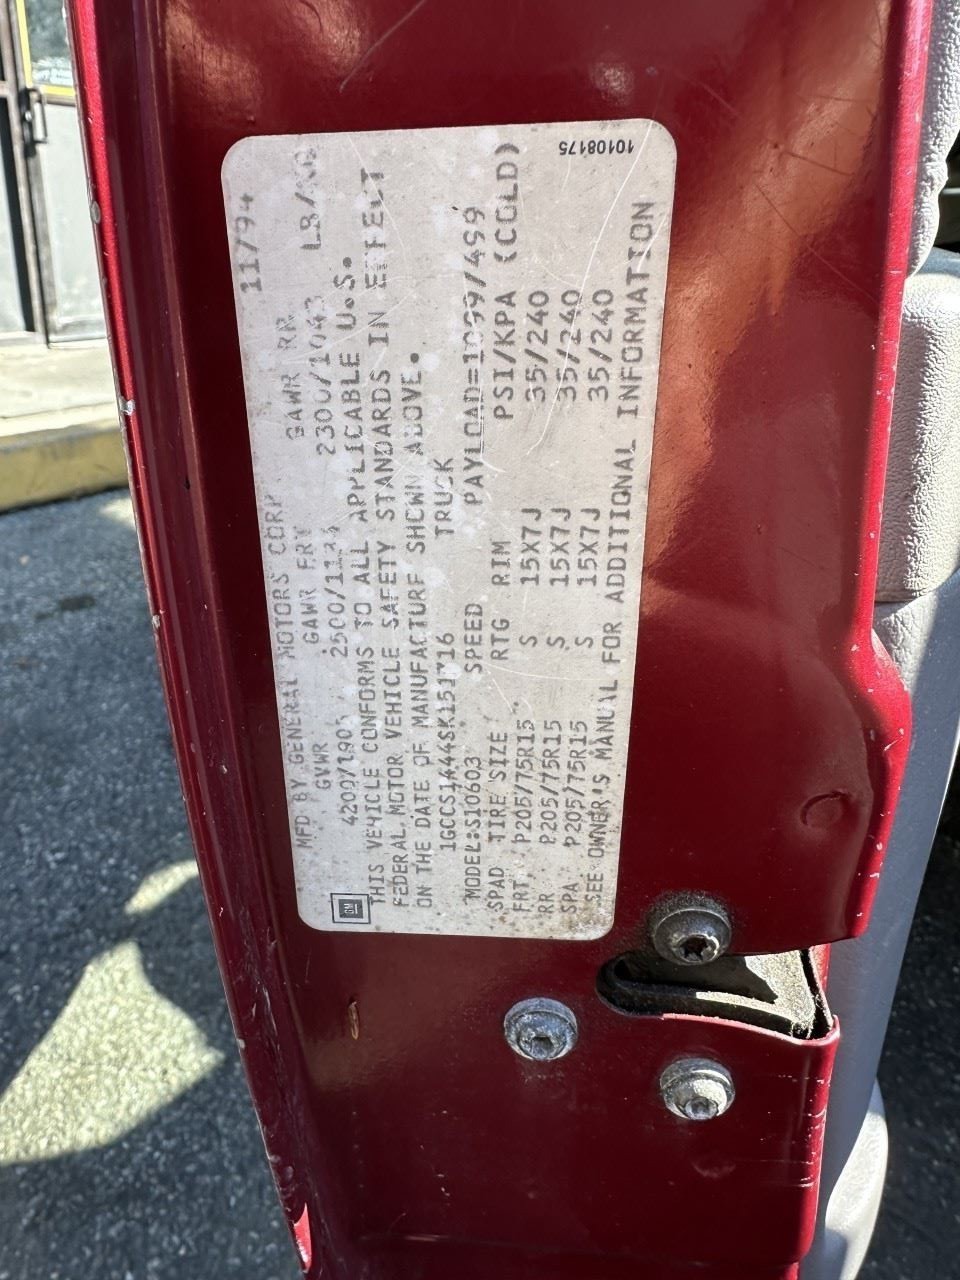 MFD BY GENERAL MOTORS CORP 11/94
GVWR GAWR FRT GAWR RR
4200/1905 2500/1134 2300/1043 LB/KG
THIS VEHICLE CONFORMS TO ALL APPLICABLE U.S.
FEDERAL MOTOR VEHICLE SAFETY STANDARDS IN EFFECT
ON THE DATE OF MANUFACTURE SHOWN ABOVE.
1GCCS1444SK151716 TRUCK
MODEL:S10603 PAYLOAD=1099/499
SPEED
SPAD TIRE SIZE RTG RIM PSI/KPA (COLD)
FRT P205/75R15 S 15X7J 35/240
RR P205/75R15 S 15X7J 35/240
SPA P205/75R15 S 15X7J 35/240
SEE OWNER'S MANUAL FOR ADDITIONAL INFORMATION
GM
10108175